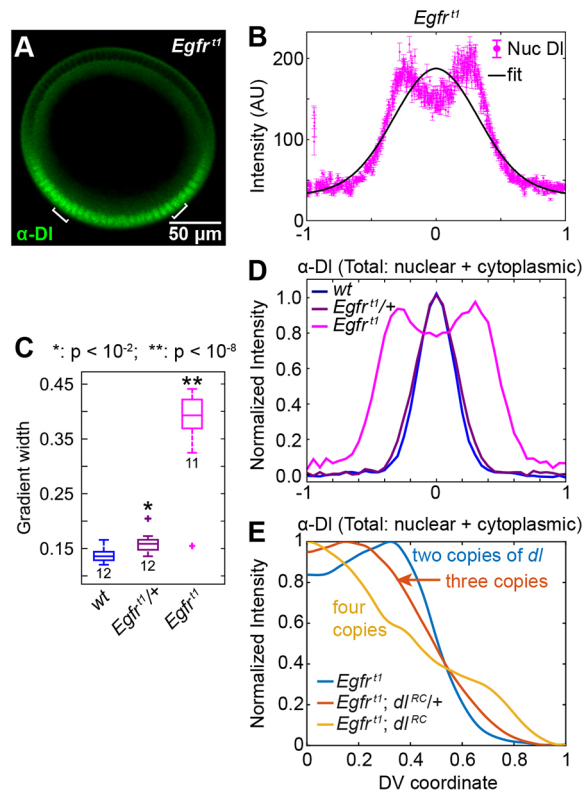 A
Egfr^t1
α-Dl
50 μm
B
Egfr^t1
Intensity (AU)
200
100
0
-1
0
1
Nuc Dl
fit
C
*: p < 10^-2; **: p < 10^-8
Gradient width
0.40
0.30
0.15
*
**
12
12
11
wt
Egfr^t1/+
Egfr^t1
D
α-Dl (Total: nuclear + cytoplasmic)
Normalized Intensity
1.0
0.8
0.6
0.4
0.2
0.0
wt
Egfr^t1/+
Egfr^t1
-1
0
1
E
α-Dl (Total: nuclear + cytoplasmic)
Normalized Intensity
1
0.8
0.6
0.4
0.2
0
two copies of dl
three copies
four
copies
Egfr^t1
Egfr^t1; dl^RC/+
Egfr^t1; dl^RC
0
0.2
0.4
0.6
0.8
1
DV coordinate